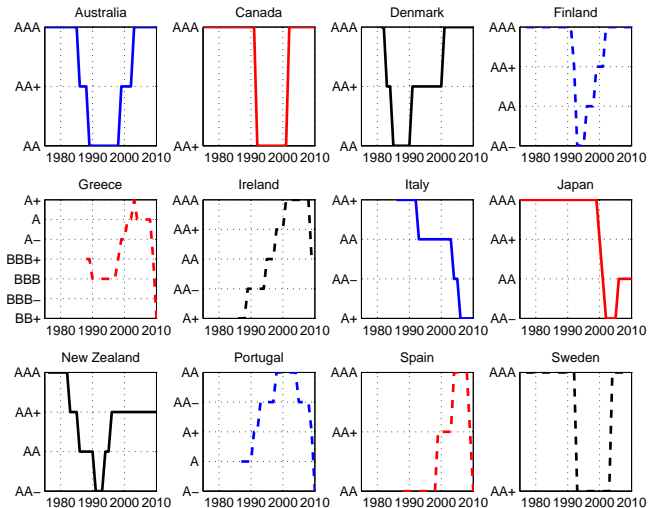 Australia
AAA
AA+
AA
1980 1990 2000 2010
Canada
AAA
AA+
1980 1990 2000 2010
Denmark
AAA
AA+
AA
1980 1990 2000 2010
Finland
AAA
AA+
AA
AA−
1980 1990 2000 2010
Greece
A+
A
A−
BBB+
BBB
BBB−
BB+
1980 1990 2000 2010
Ireland
AAA
AA
AA−
A+
1980 1990 2000 2010
Italy
AA+
AA
AA−
A+
1980 1990 2000 2010
Japan
AAA
AA+
AA
AA−
1980 1990 2000 2010
New Zealand
AAA
AA+
AA
AA−
1980 1990 2000 2010
Portugal
AA
AA−
A+
A
A−
1980 1990 2000 2010
Spain
AAA
AA+
AA
1980 1990 2000 2010
Sweden
AAA
AA+
1980 1990 2000 2010